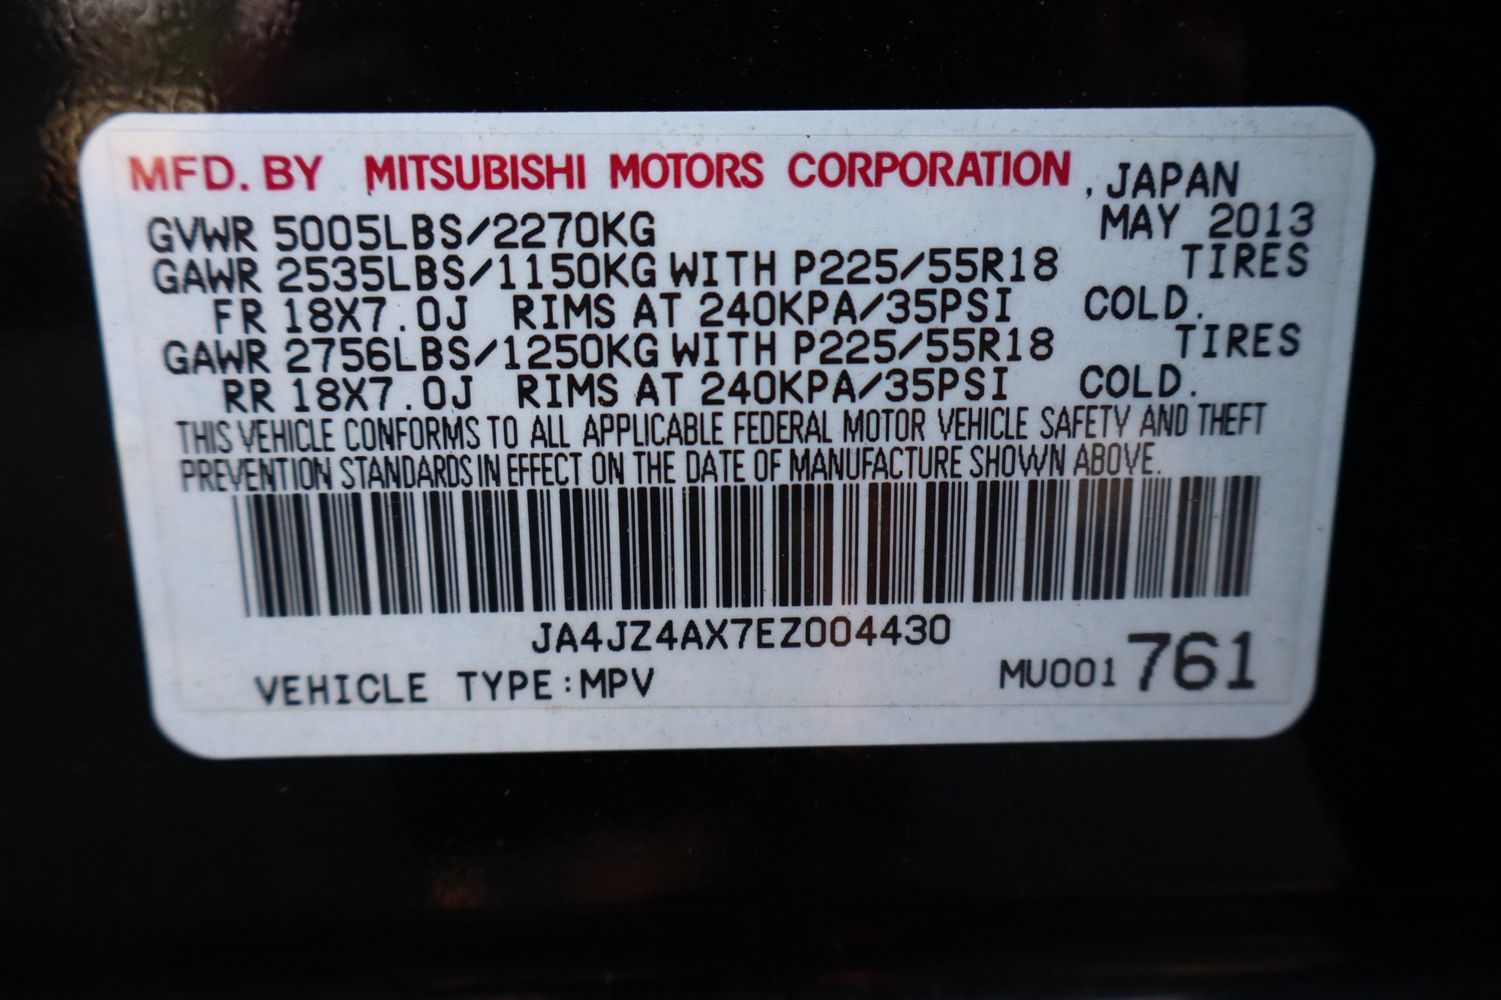 MFD. BY MITSUBISHI MOTORS CORPORATION , JAPAN
GVWR 5005LBS/2270KG MAY 2013
GAWR 2535LBS/1150KG WITH P225/55R18 TIRES
FR 18X7.0J RIMS AT 240KPA/35PSI COLD.
GAWR 2756LBS/1250KG WITH P225/55R18 TIRES
RR 18X7.0J RIMS AT 240KPA/35PSI COLD.
THIS VEHICLE CONFORMS TO ALL APPLICABLE FEDERAL MOTOR VEHICLE SAFETY AND THEFT
PREVENTION STANDARDS IN EFFECT ON THE DATE OF MANUFACTURE SHOWN ABOVE.
JA4JZ4AX7EZ004430
VEHICLE TYPE:MPV MU001 761